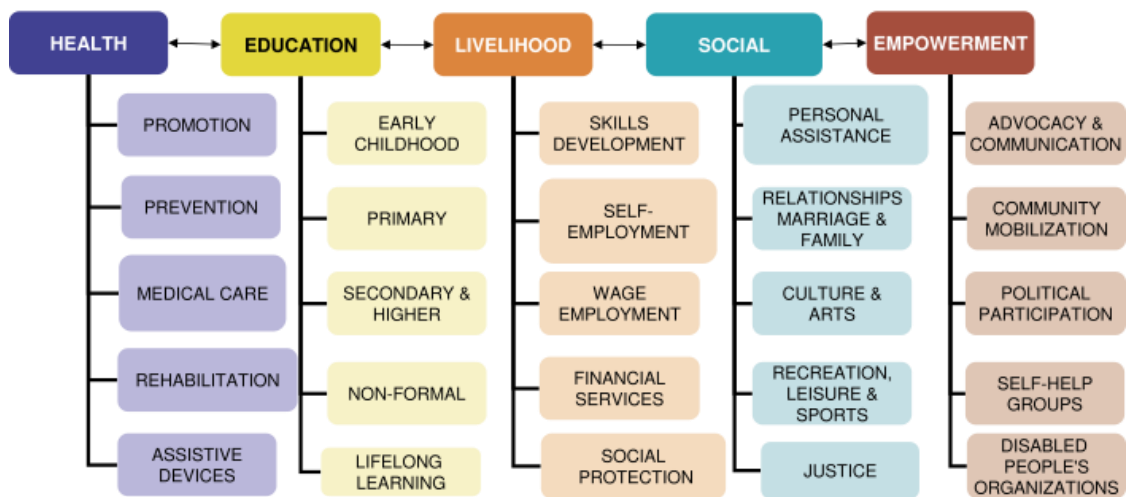 HEALTH
EDUCATION
LIVELIHOOD
SOCIAL
EMPOWERMENT
PROMOTION
PREVENTION
MEDICAL CARE
REHABILITATION
ASSISTIVE
DEVICES
EARLY
CHILDHOOD
PRIMARY
SECONDARY &
HIGHER
NON-FORMAL
LIFELONG
LEARNING
SKILLS
DEVELOPMENT
SELF-
EMPLOYMENT
WAGE
EMPLOYMENT
FINANCIAL
SERVICES
SOCIAL
PROTECTION
PERSONAL
ASSISTANCE
RELATIONSHIPS
MARRIAGE &
FAMILY
CULTURE &
ARTS
RECREATION,
LEISURE &
SPORTS
JUSTICE
ADVOCACY &
COMMUNICATION
COMMUNITY
MOBILIZATION
POLITICAL
PARTICIPATION
SELF-HELP
GROUPS
DISABLED
PEOPLE'S
ORGANIZATIONS